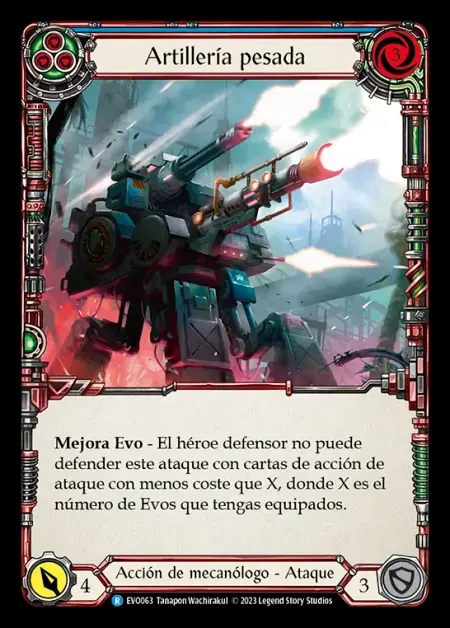 Artillería pesada
3
Mejora Evo - El héroe defensor no puede
defender este ataque con cartas de acción de
ataque con menos coste que X, donde X es el
número de Evos que tengas equipados.
4
Acción de mecanólogo - Ataque
3
R EVO063 Tanapon Wachirakul © 2023 Legend Story Studios